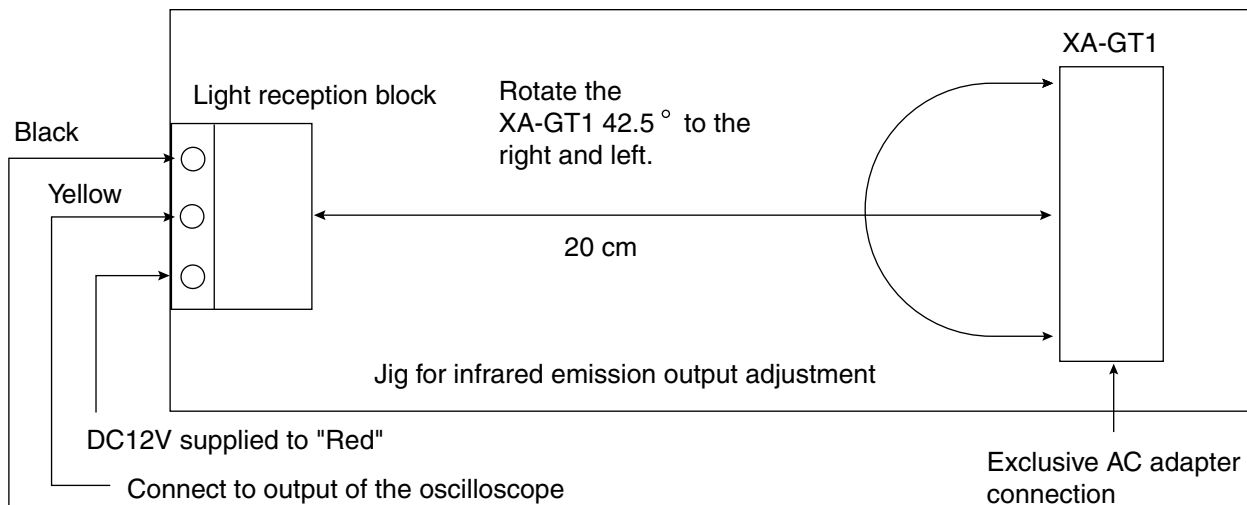 XA-GT1
Light reception block
Rotate the
XA-GT1 42.5° to the
right and left.
Black
Yellow
20 cm
Jig for infrared emission output adjustment
DC12V supplied to "Red"
Connect to output of the oscilloscope
Exclusive AC adapter
connection